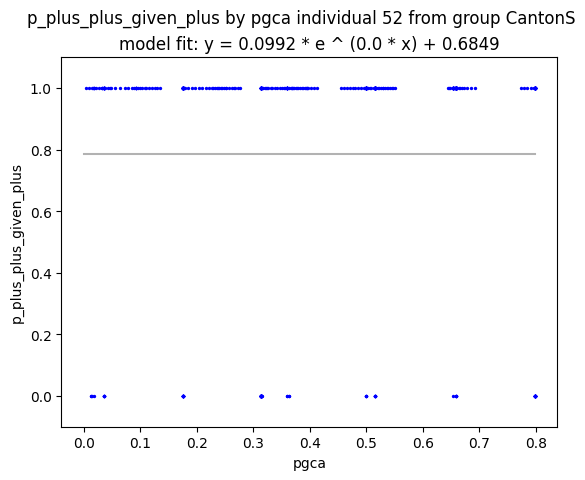 p_plus_plus_given_plus by pgca individual 52 from group CantonS
model fit: y = 0.0992 * e ^ (0.0 * x) + 0.6849
p_plus_plus_given_plus
1.0
0.8
0.6
0.4
0.2
0.0
0.0 0.1 0.2 0.3 0.4 0.5 0.6 0.7 0.8
pgca